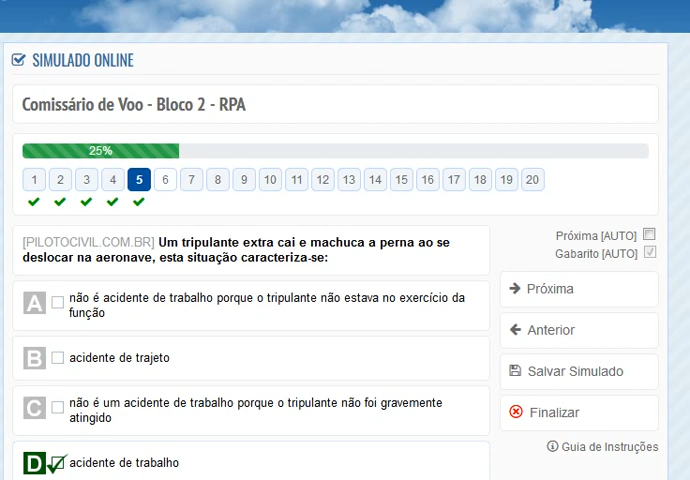 SIMULADO ONLINE
Comissário de Voo - Bloco 2 - RPA
25%
1 2 3 4 5 6 7 8 9 10 11 12 13 14 15 16 17 18 19 20
[PILOTOCIVIL.COM.BR] Um tripulante extra cai e machuca a perna ao se
deslocar na aeronave, esta situação caracteriza-se:
A não é acidente de trabalho porque o tripulante não estava no exercício da
função
B acidente de trajeto
C não é um acidente de trabalho porque o tripulante não foi gravemente
atingido
D acidente de trabalho
Próxima [AUTO]
Gabarito [AUTO]
Próxima
Anterior
Salvar Simulado
Finalizar
Guia de Instruções